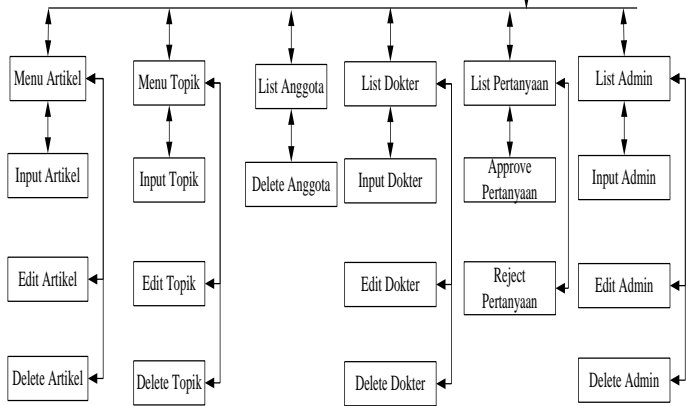 Menu Artikel
Menu Topik
List Anggota
List Dokter
List Pertanyaan
List Admin
Input Artikel
Input Topik
Delete Anggota
Input Dokter
Approve
Pertanyaan
Input Admin
Edit Artikel
Edit Topik
Edit Dokter
Reject
Pertanyaan
Edit Admin
Delete Artikel
Delete Topik
Delete Dokter
Delete Admin